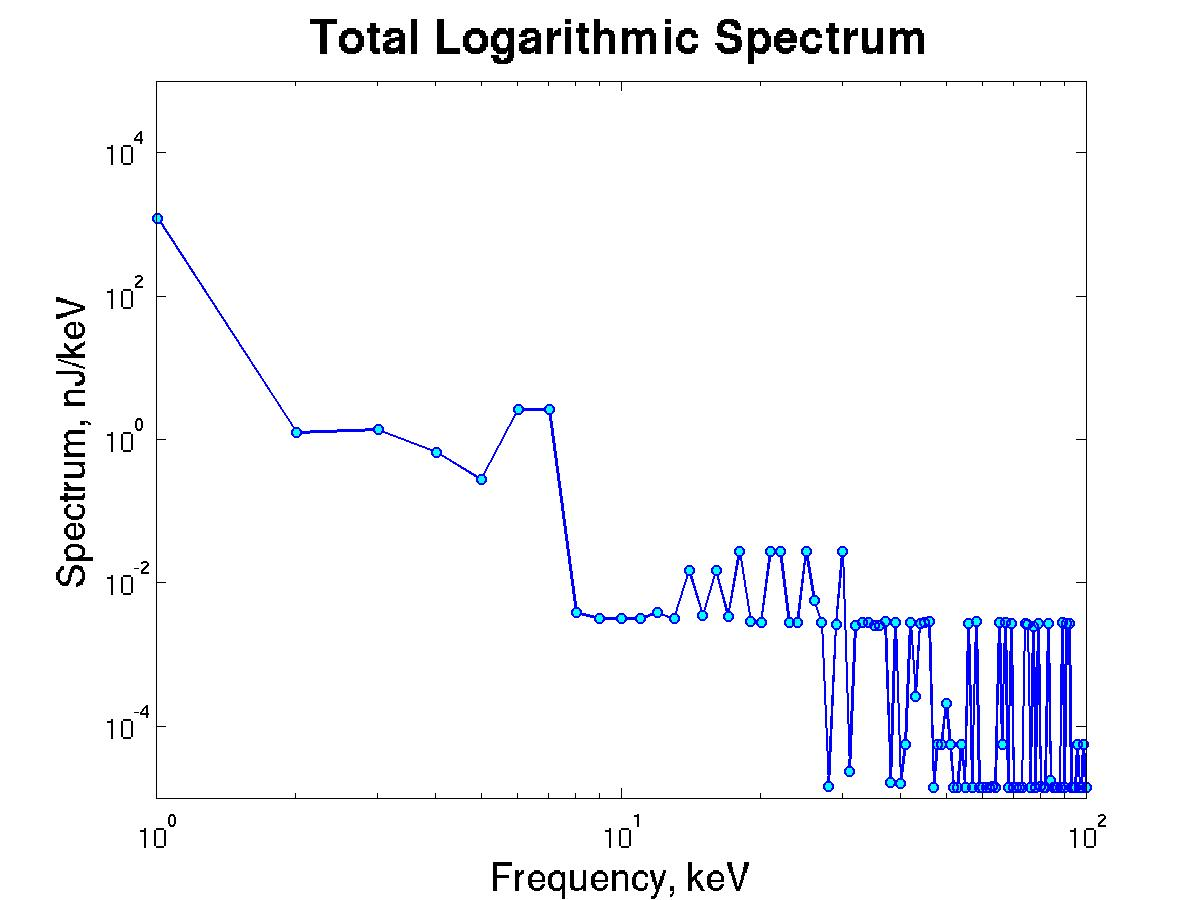 Total Logarithmic Spectrum
10^4
10^2
10^0
10^-2
10^-4
Spectrum, nJ/keV
10^0 10^1 10^2
Frequency, keV